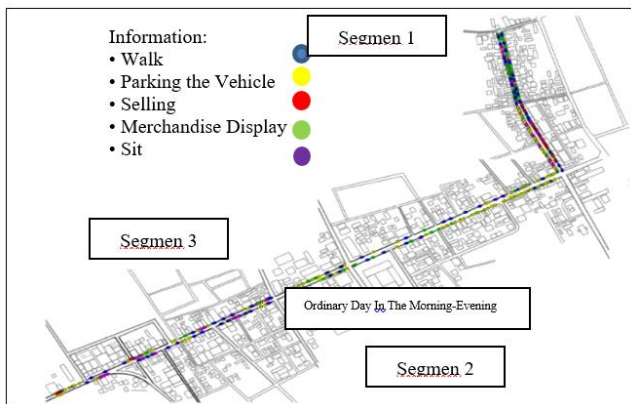 Information:
• Walk
• Parking the Vehicle
• Selling
• Merchandise Display
• Sit
Segmen 1
Segmen 3
Ordinary Day In The Morning-Evening
Segmen 2